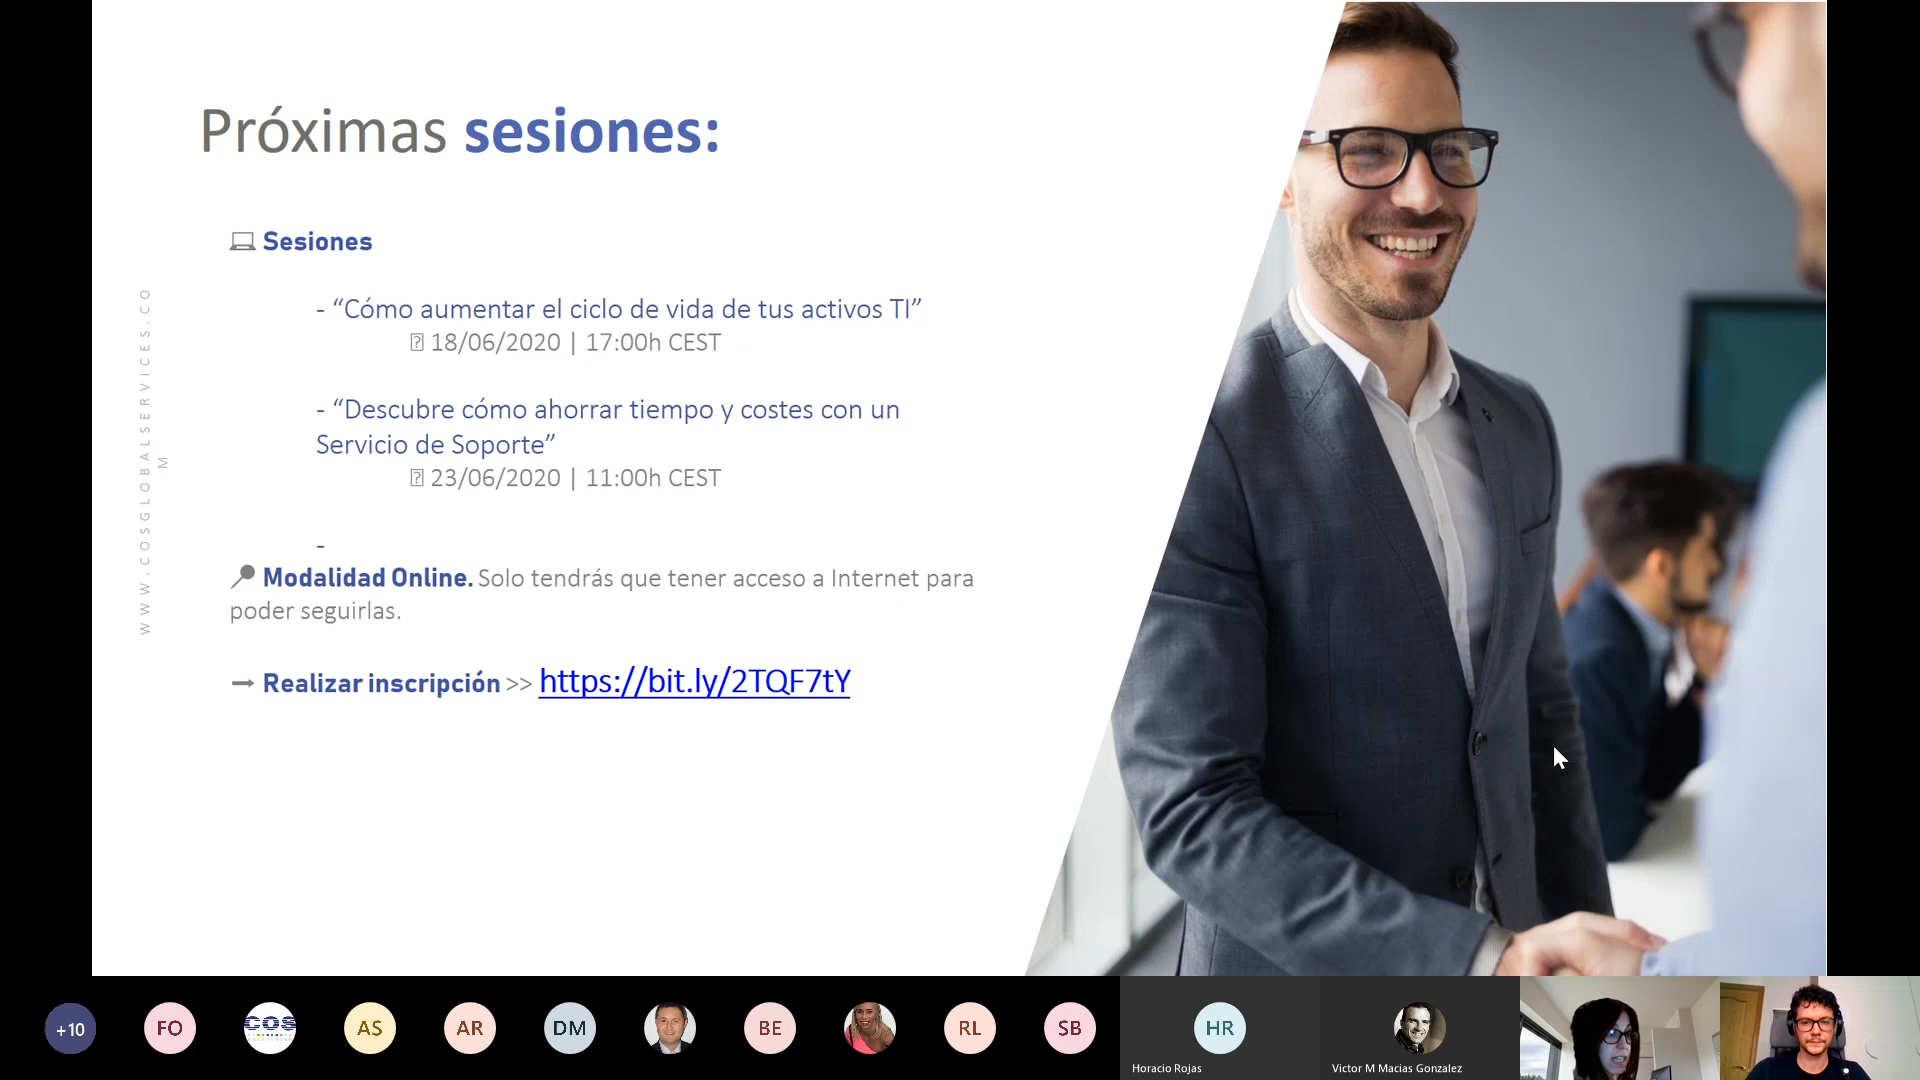 Próximas sesiones:
Sesiones
- “Cómo aumentar el ciclo de vida de tus activos TI”
18/06/2020 | 17:00h CEST
- “Descubre cómo ahorrar tiempo y costes con un
Servicio de Soporte”
23/06/2020 | 11:00h CEST
-
Modalidad Online. Solo tendrás que tener acceso a Internet para
poder seguirlas.
➞ Realizar inscripción >> https://bit.ly/2TQF7tY
WWW.COSGLOBALSERVICES.CO
M
+10
FO
COS
AS
AR
DM
BE
RL
SB
HR
Horacio Rojas
Victor M Macias Gonzalez